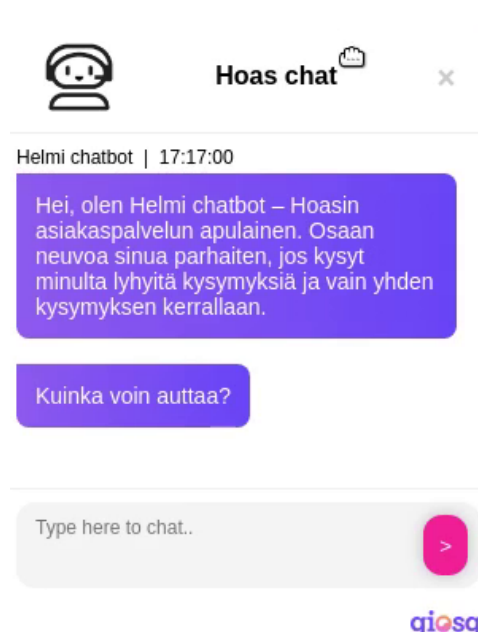 Hoas chat
×
Helmi chatbot | 17:17:00
Hei, olen Helmi chatbot – Hoasin
asiakaspalvelun apulainen. Osaan
neuvoa sinua parhaiten, jos kysyt
minulta lyhyitä kysymyksiä ja vain yhden
kysymyksen kerrallaan.
Kuinka voin auttaa?
Type here to chat..
>